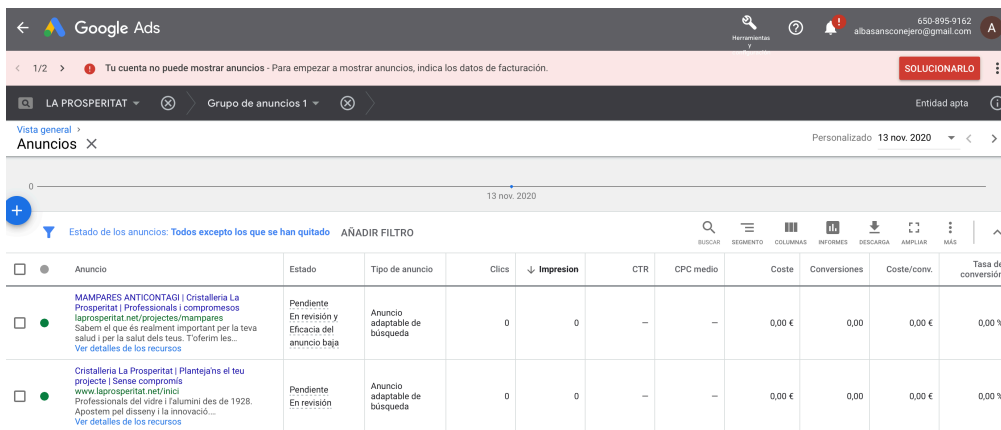 Google Ads
Herramientas
y
650-895-9162
albasansconejero@gmail.com
A
1/2
Tu cuenta no puede mostrar anuncios - Para empezar a mostrar anuncios, indica los datos de facturación.
SOLUCIONARLO
LA PROSPERITAT
Grupo de anuncios 1
Entidad apta
Vista general
Anuncios
Personalizado 13 nov. 2020
0
13 nov. 2020
Estado de los anuncios: Todos excepto los que se han quitado AÑADIR FILTRO
BUSCAR SEGMENTO COLUMNAS INFORMES DESCARGA AMPLIAR MÁS
Anuncio Estado Tipo de anuncio Clics Impresion CTR CPC medio Coste Conversiones Coste/conv. Tasa de
conversión
MAMPARES ANTICONTAGI | Cristalleria La
Prosperitat | Professionals i compromesos
laprosperitat.net/projectes/mampares
Sabem el que és realment important per la teva
salud i per la salut dels teus. T'oferim les...
Ver detalles de los recursos
Pendiente
En revisión y
Eficacia del
anuncio baja
Anuncio
adaptable de
búsqueda
0 0 — — 0,00 € 0,00 0,00 € 0,00 %
Cristalleria La Prosperitat | Planteja'ns el teu
projecte | Sense compromís
www.laprosperitat.net/inici
Professionals del vidre i l'alumini des de 1928.
Apostem pel disseny i la innovació....
Ver detalles de los recursos
Pendiente
En revisión
Anuncio
adaptable de
búsqueda
0 0 — — 0,00 € 0,00 0,00 € 0,00 %